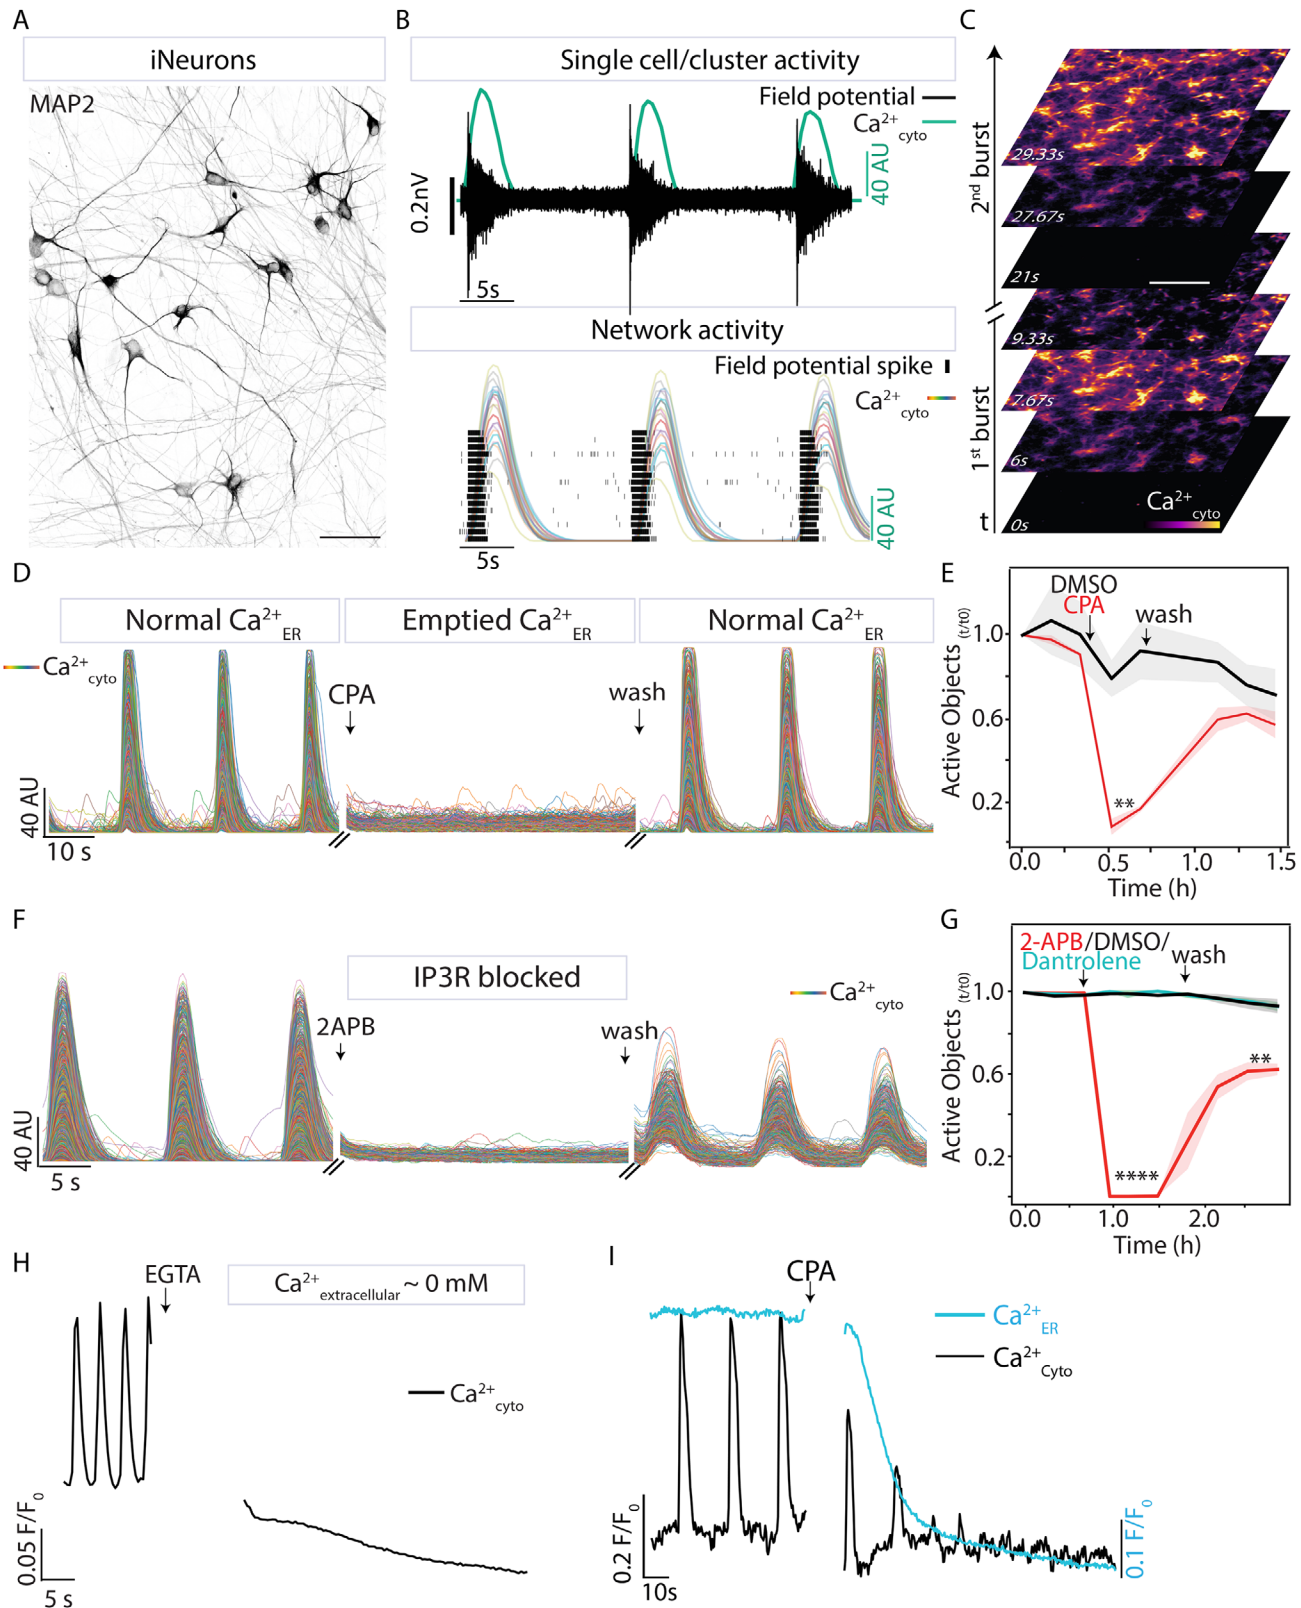 A
iNeurons
MAP2
B
Single cell/cluster activity
Field potential
Ca²⁺cyto
40 AU
0.2mV
5s
Network activity
Field potential spike
Ca²⁺cyto
40 AU
5s
C
2nd burst
1st burst
t
29.33s
27.67s
21s
9.33s
7.67s
6s
0s
Ca²⁺cyto
D
Normal Ca²⁺ER
Emptied Ca²⁺ER
Normal Ca²⁺ER
Ca²⁺cyto
CPA
wash
40 AU
10 s
E
DMSO
CPA
wash
1.0
0.6
0.2
**
Active Objects (t/t0)
0.0
0.5
1.0
1.5
Time (h)
F
IP3R blocked
Ca²⁺cyto
2APB
wash
40 AU
5 s
G
2-APB/DMSO/
Dantrolene
wash
1.0
0.6
0.2
**
****
Active Objects (t/t0)
0.0
1.0
2.0
Time (h)
H
EGTA
Ca²⁺extracellular ~ 0 mM
Ca²⁺cyto
0.05 F/F₀
5 s
I
CPA
Ca²⁺ER
Ca²⁺Cyto
0.2 F/F₀
10s
0.1 F/F₀